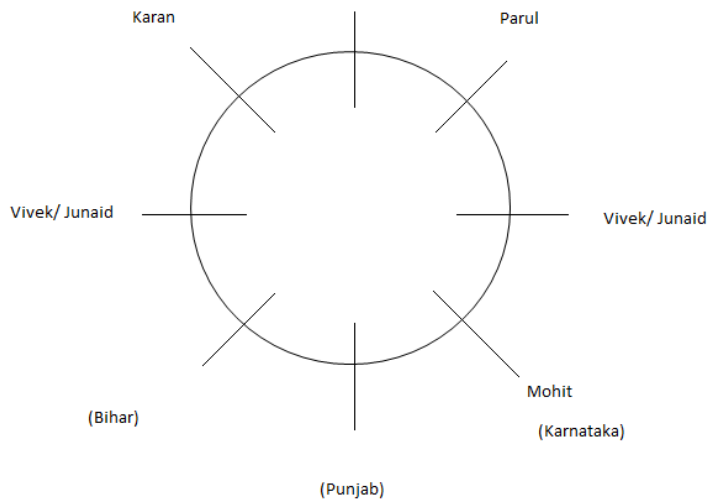 Karan
Parul
Vivek/ Junaid
Vivek/ Junaid
Mohit
(Bihar)
(Karnataka)
(Punjab)